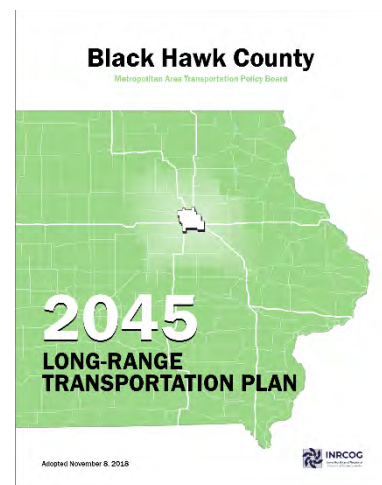 Black Hawk County
Metropolitan Area Transportation Policy Board
2045
LONG-RANGE
TRANSPORTATION PLAN
Adopted November 8, 2018
INRCOG